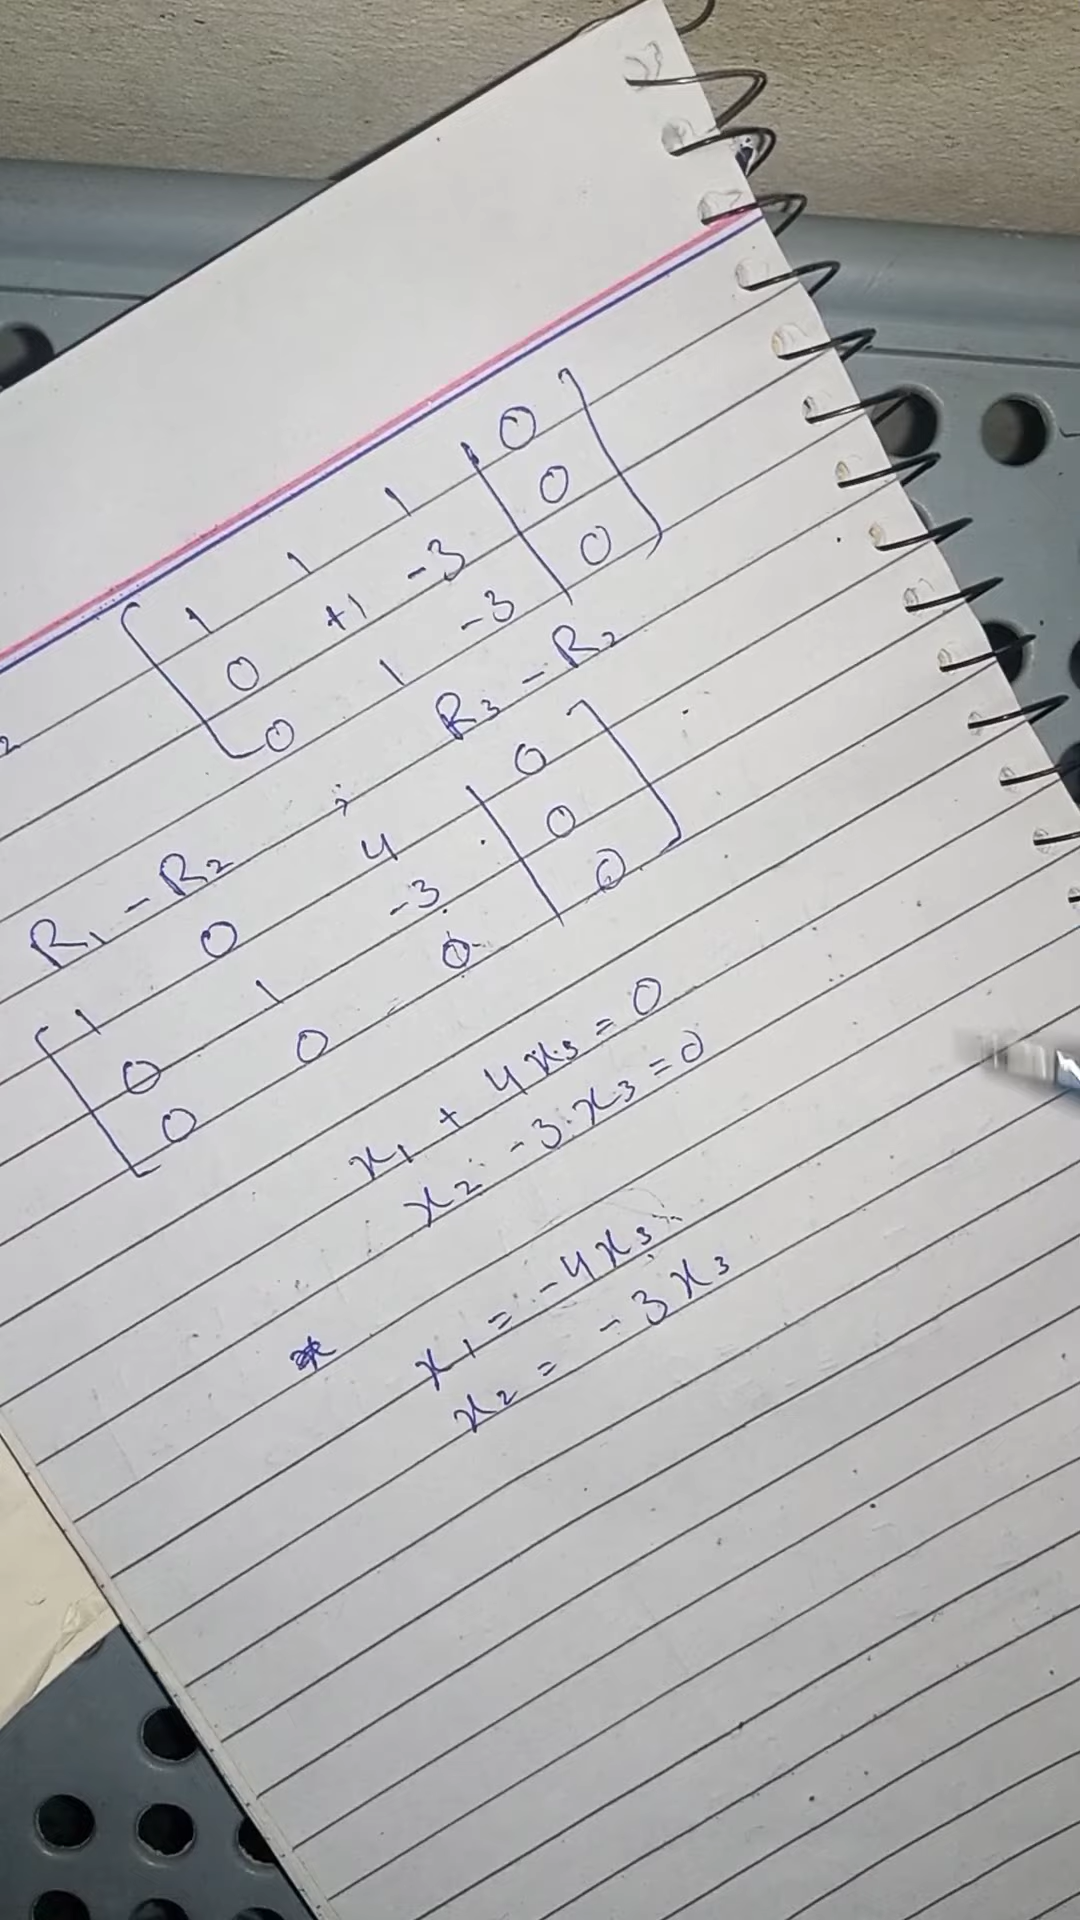 1 1 1 | 0
0 +1 -3 | 0
0 1 -3 | 0
R1 - R2 ; R3 - R2
1 0 4 | 0
0 1 -3 | 0
0 0 0 | 0
x1 + 4x3 = 0
x2 - 3x3 = 0
x1 = -4x3
x2 = -3x3